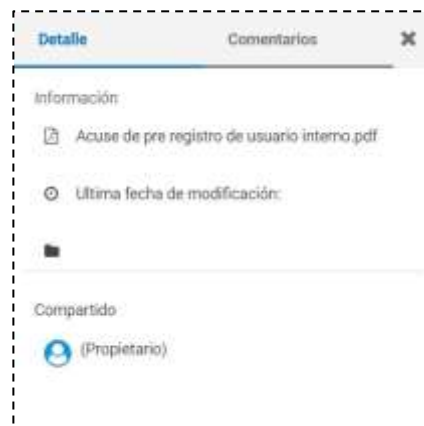 Detalle Comentarios
Información
Acuse de pre registro de usuario interno.pdf
Ultima fecha de modificación:
Compartido
(Propietario)